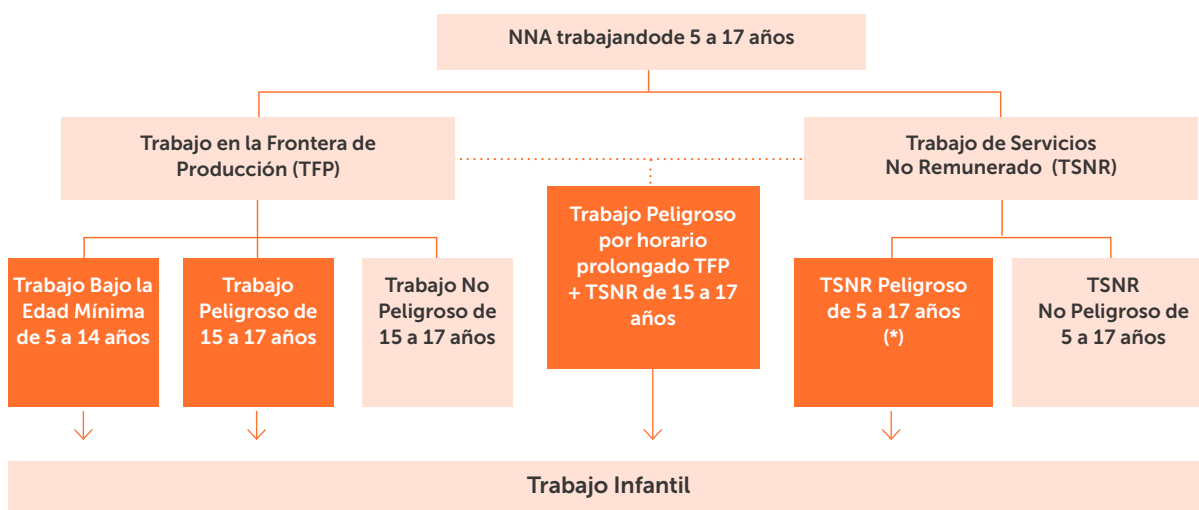 NNA trabajandode 5 a 17 años
Trabajo en la Frontera de
Producción (TFP)
Trabajo de Servicios
No Remunerado (TSNR)
Trabajo Bajo la
Edad Mínima
de 5 a 14 años
Trabajo
Peligroso de
15 a 17 años
Trabajo No
Peligroso de
15 a 17 años
Trabajo Peligroso
por horario
prolongado TFP
+ TSNR de 15 a 17
años
TSNR Peligroso
de 5 a 17 años
(*)
TSNR
No Peligroso de
5 a 17 años
Trabajo Infantil